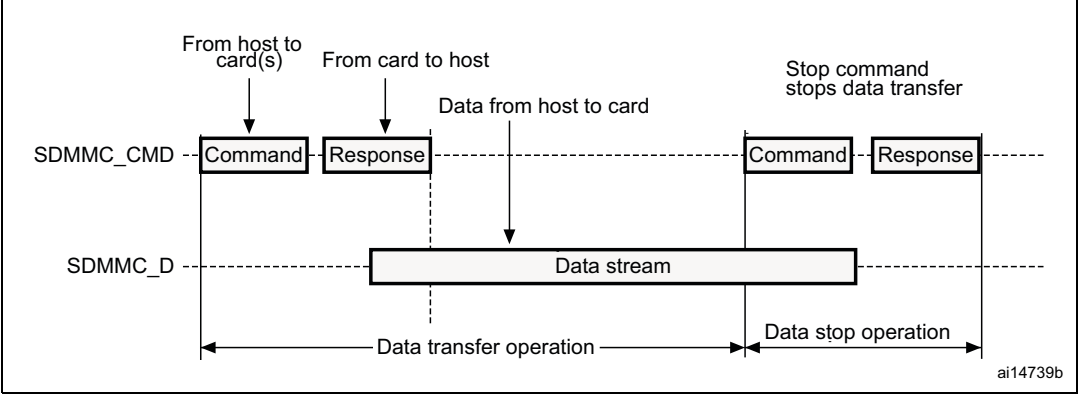 From host to
card(s)
From card to host
Data from host to card
Stop command
stops data transfer
SDMMC_CMD
Command
Response
Command
Response
SDMMC_D
Data stream
Data transfer operation
Data stop operation
ai14739b